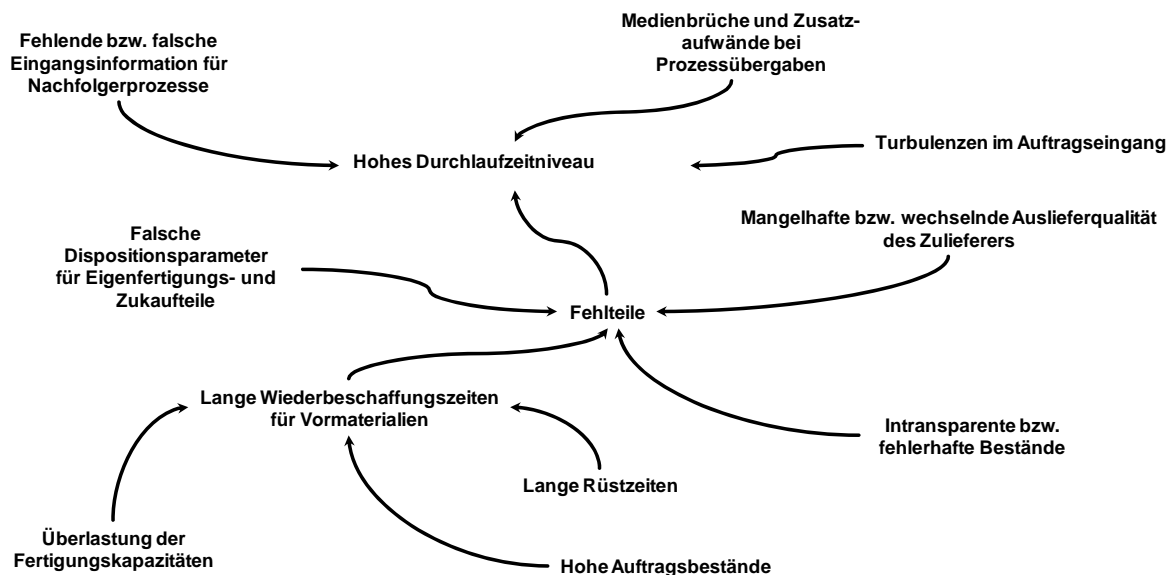 Medienbrüche und Zusatz-
aufwände bei
Prozessübergaben
Fehlende bzw. falsche
Eingangsinformation für
Nachfolgerprozesse
Turbulenzen im Auftragseingang
Hohes Durchlaufzeitniveau
Mangelhafte bzw. wechselnde Auslieferqualität
des Zulieferers
Falsche
Dispositionsparameter
für Eigenfertigungs- und
Zukaufteile
Fehlteile
Lange Wiederbeschaffungszeiten
für Vormaterialien
Intransparente bzw.
fehlerhafte Bestände
Lange Rüstzeiten
Überlastung der
Fertigungskapazitäten
Hohe Auftragsbestände